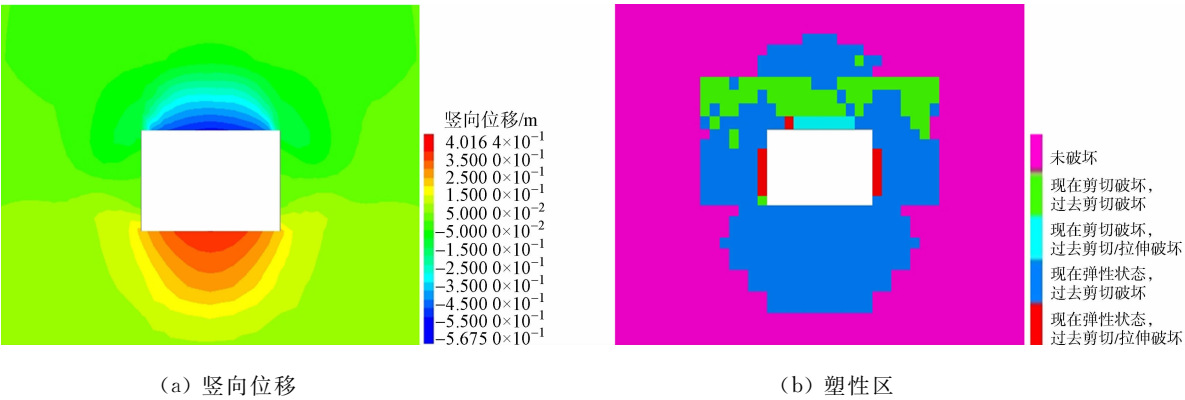 竖向位移/m
4.016 4×10⁻¹
3.500 0×10⁻¹
2.500 0×10⁻¹
1.500 0×10⁻¹
5.000 0×10⁻²
−5.000 0×10⁻²
−1.500 0×10⁻¹
−2.500 0×10⁻¹
−3.500 0×10⁻¹
−4.500 0×10⁻¹
−5.500 0×10⁻¹
−5.675 0×10⁻¹
未破坏
现在剪切破坏，
过去剪切破坏
现在剪切破坏，
过去剪切/拉伸破坏
现在弹性状态，
过去剪切破坏
现在弹性状态，
过去剪切/拉伸破坏
(a) 竖向位移
(b) 塑性区